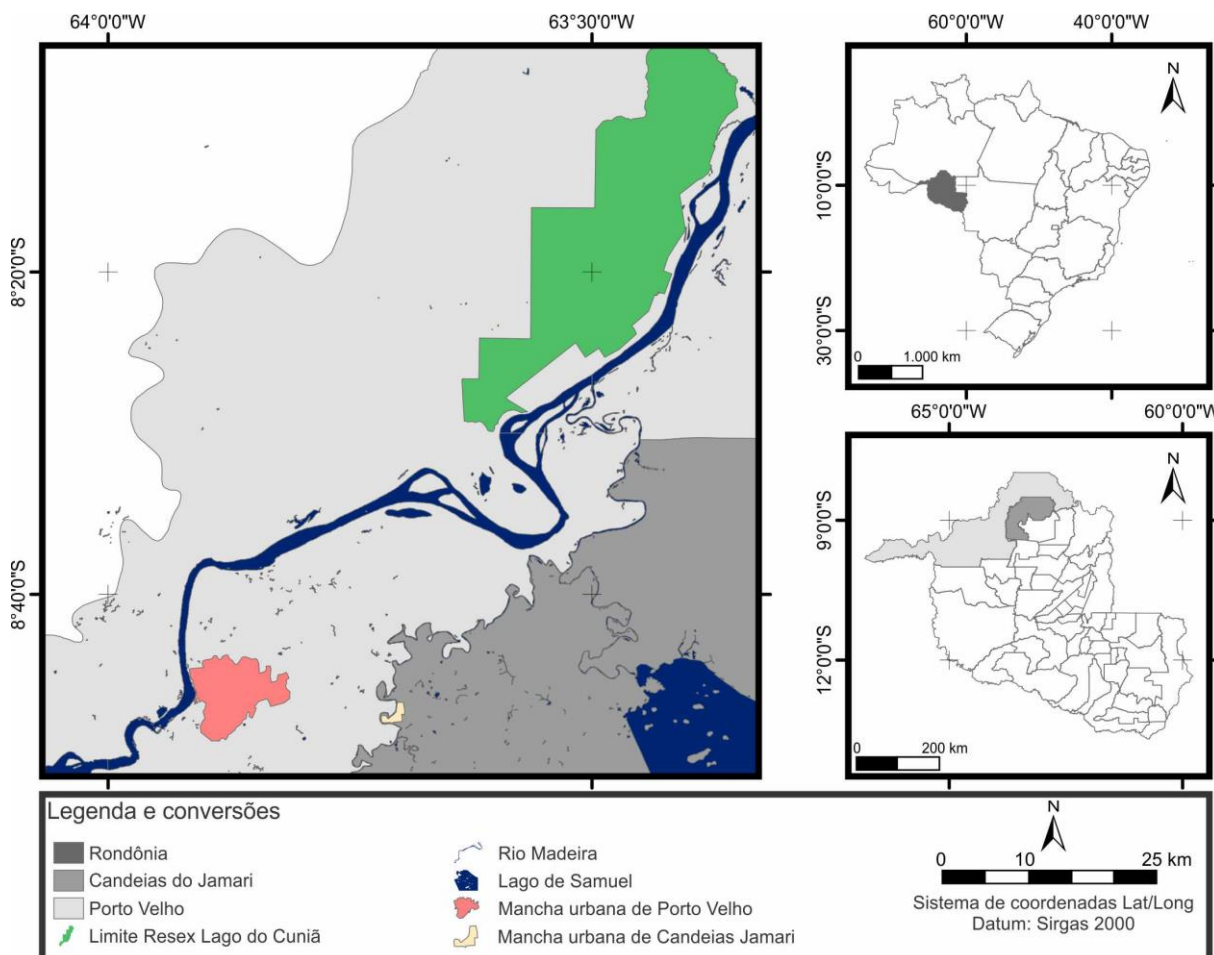 64°0'0"W
63°30'0"W
8°20'0"S
8°40'0"S
60°0'0"W
40°0'0"W
N
10°0'0"S
30°0'0"S
0
1.000 km
65°0'0"W
60°0'0"W
N
9°0'0"S
12°0'0"S
0
200 km
Legenda e conversões
Rondônia
Candeias do Jamari
Porto Velho
Limite Resex Lago do Cuniã
Rio Madeira
Lago de Samuel
Mancha urbana de Porto Velho
Mancha urbana de Candeias Jamari
N
0 10 25 km
Sistema de coordenadas Lat/Long
Datum: Sirgas 2000